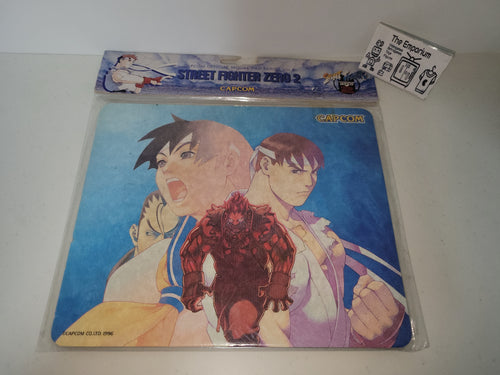 STREET FIGHTER ZERO 2
CAPCOM
The Emporium
CAPCOM
©CAPCOM CO.,LTD.1996